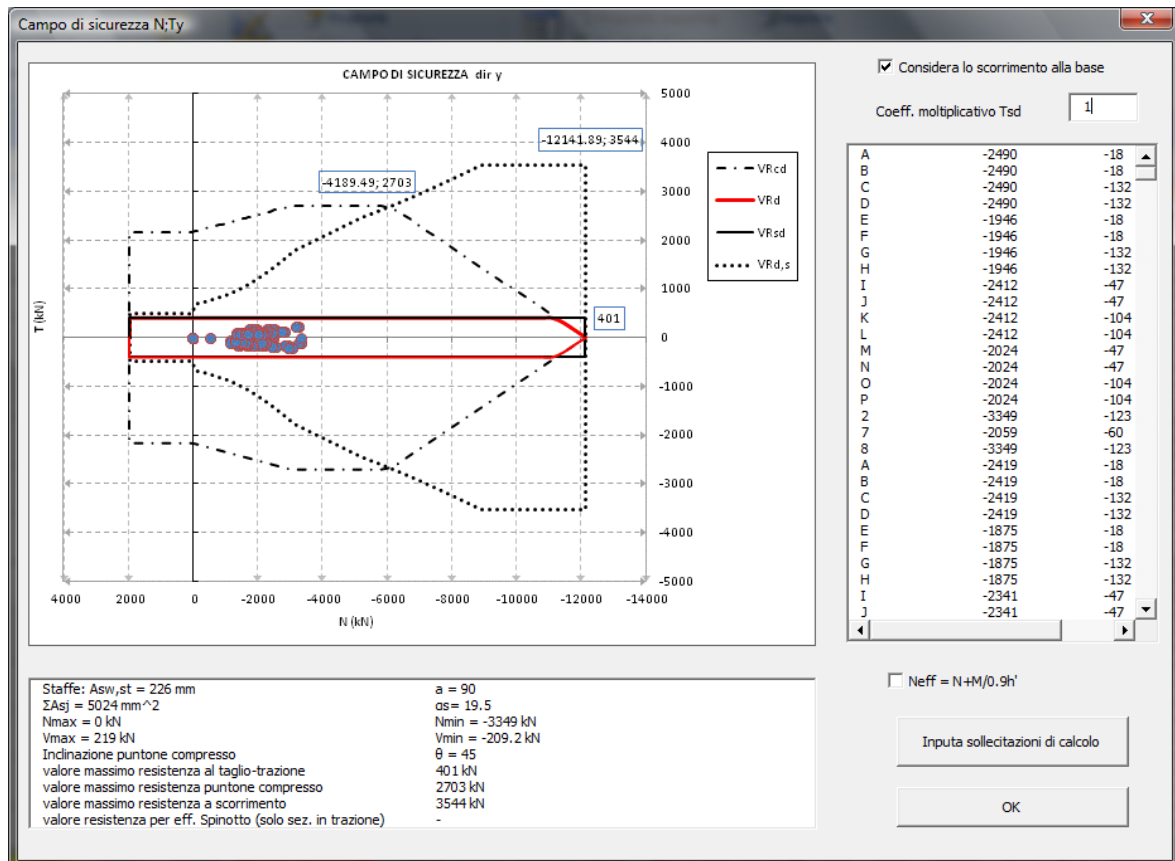 Campo di sicurezza N;Ty
CAMPO DI SICUREZZA dir y
5000
4000
3000
2000
1000
0
-1000
-2000
-3000
-4000
-5000
-12141.89; 3544
-4189.49; 2703
401
T (kN)
4000 2000 0 -2000 -4000 -6000 -8000 -10000 -12000 -14000
N (kN)
VRcd
VRd
VRsd
VRd,s
Considera lo scorrimento alla base
Coeff. moltiplicativo Tsd 1
A -2490 -18
B -2490 -18
C -2490 -132
D -2490 -132
E -1946 -18
F -1946 -18
G -1946 -132
H -1946 -132
I -2412 -47
J -2412 -47
K -2412 -104
L -2412 -104
M -2024 -47
N -2024 -47
O -2024 -104
P -2024 -104
2 -3349 -123
7 -2059 -60
8 -3349 -123
A -2419 -18
B -2419 -18
C -2419 -132
D -2419 -132
E -1875 -18
F -1875 -18
G -1875 -132
H -1875 -132
I -2341 -47
J -2341 -47
Staffe: Asw,st = 226 mm a = 90
ΣAsj = 5024 mm^2 αs= 19.5
Nmax = 0 kN Nmin = -3349 kN
Vmax = 219 kN Vmin = -209.2 kN
Inclinazione puntone compresso θ = 45
valore massimo resistenza al taglio-trazione 401 kN
valore massimo resistenza puntone compresso 2703 kN
valore massimo resistenza a scorrimento 3544 kN
valore resistenza per eff. Spinotto (solo sez. in trazione) -
Neff = N+M/0.9h'
Inputa sollecitazioni di calcolo
OK